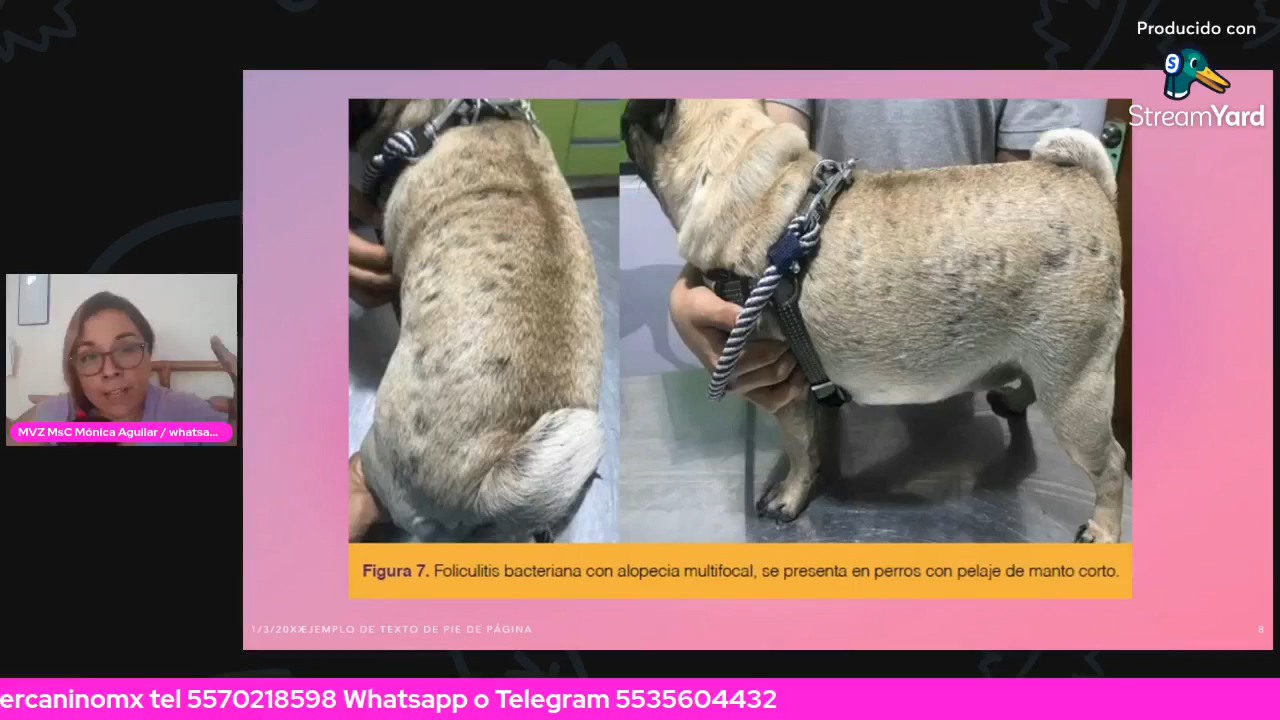 Producido con
StreamYard
MVZ MsC Mónica Aguilar / whatsa...
Figura 7. Foliculitis bacteriana con alopecia multifocal, se presenta en perros con pelaje de manto corto.
1/3/20XX
EJEMPLO DE TEXTO DE PIE DE PÁGINA
8
ercaninomx tel 5570218598 Whatsapp o Telegram 5535604432